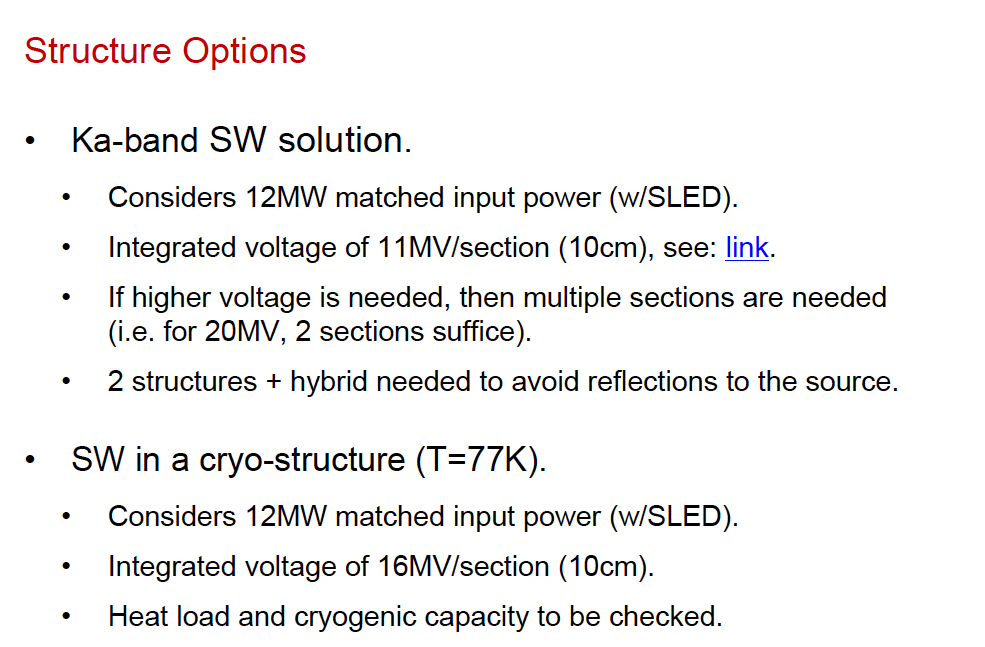 Structure Options
• Ka-band SW solution.
• Considers 12MW matched input power (w/SLED).
• Integrated voltage of 11MV/section (10cm), see: link.
• If higher voltage is needed, then multiple sections are needed
(i.e. for 20MV, 2 sections suffice).
• 2 structures + hybrid needed to avoid reflections to the source.
• SW in a cryo-structure (T=77K).
• Considers 12MW matched input power (w/SLED).
• Integrated voltage of 16MV/section (10cm).
• Heat load and cryogenic capacity to be checked.